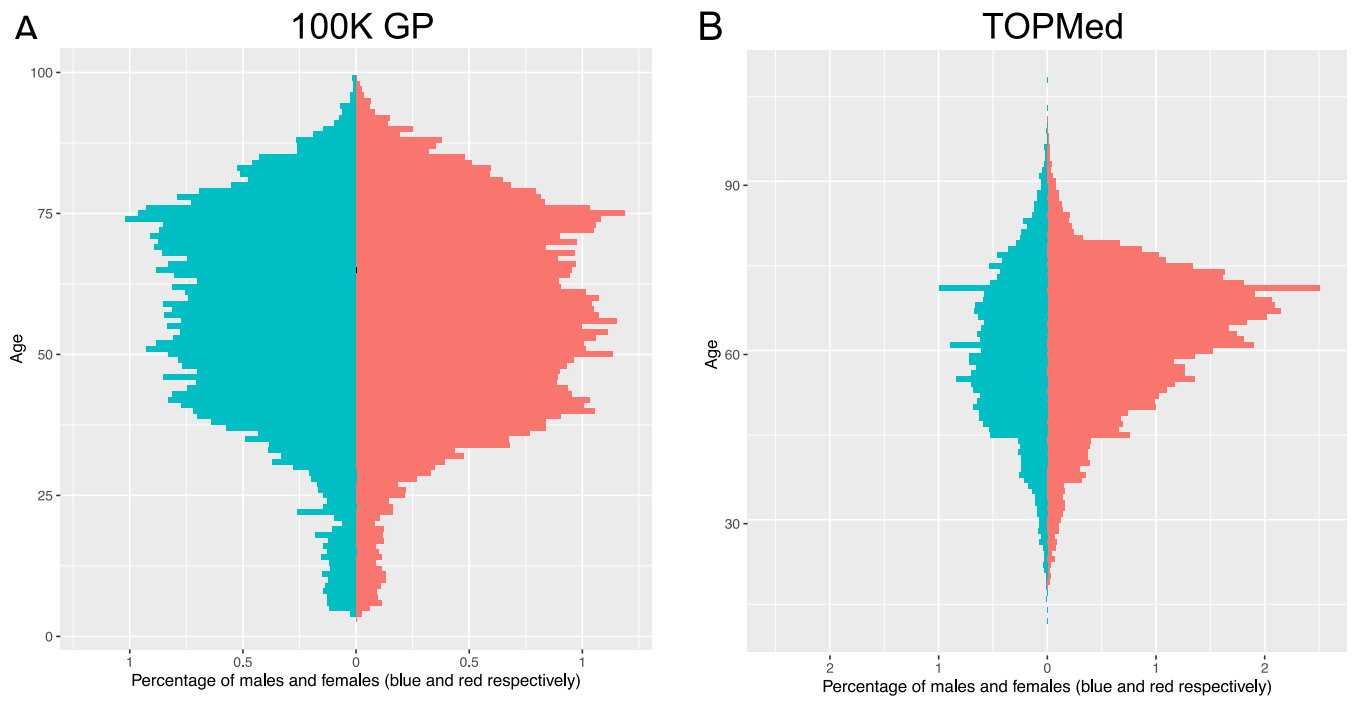 A
100K GP
100
75
50
25
0
Age
1
0.5
0
0.5
1
Percentage of males and females (blue and red respectively)
B
TOPMed
90
60
30
Age
2
1
0
1
2
Percentage of males and females (blue and red respectively)